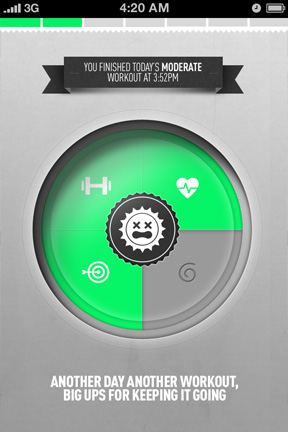 3G 4:20 AM
YOU FINISHED TODAY'S MODERATE
WORKOUT AT 3:52PM
ANOTHER DAY ANOTHER WORKOUT,
BIG UPS FOR KEEPING IT GOING